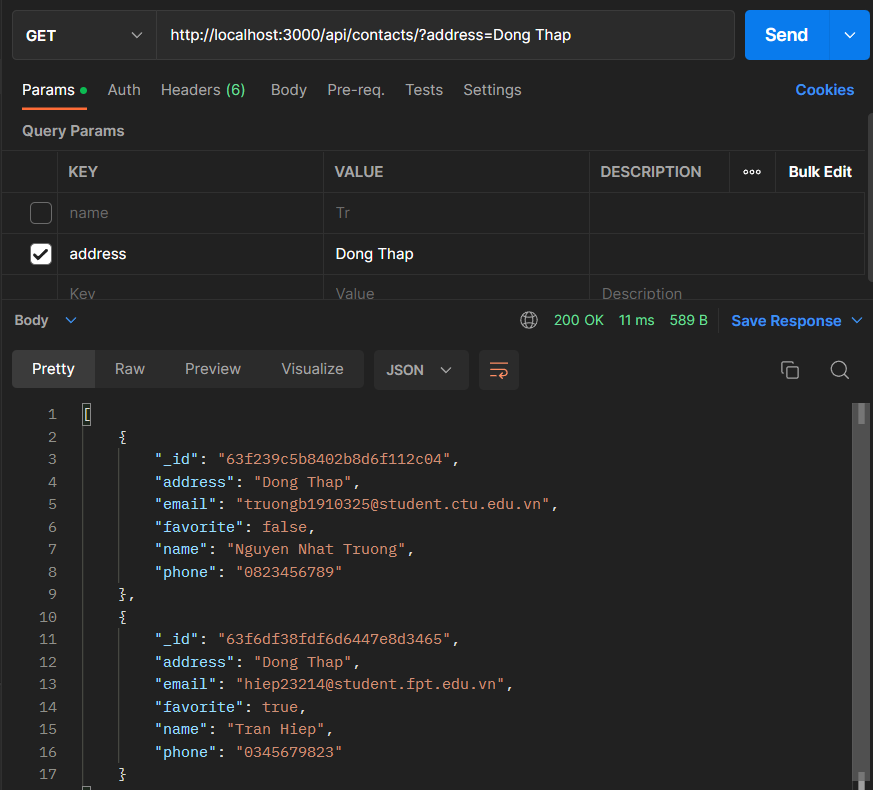 GET http://localhost:3000/api/contacts/?address=Dong Thap Send
Params Auth Headers (6) Body Pre-req. Tests Settings Cookies
Query Params
KEY VALUE DESCRIPTION ooo Bulk Edit
name Tr
address Dong Thap
Key Value Description
Body 200 OK 11 ms 589 B Save Response
Pretty Raw Preview Visualize JSON
1 [
2 {
3 "_id": "63f239c5b8402b8d6f112c04",
4 "address": "Dong Thap",
5 "email": "truongb1910325@student.ctu.edu.vn",
6 "favorite": false,
7 "name": "Nguyen Nhat Truong",
8 "phone": "0823456789"
9 },
10 {
11 "_id": "63f6df38fdf6d6447e8d3465",
12 "address": "Dong Thap",
13 "email": "hiep23214@student.fpt.edu.vn",
14 "favorite": true,
15 "name": "Tran Hiep",
16 "phone": "0345679823"
17 }